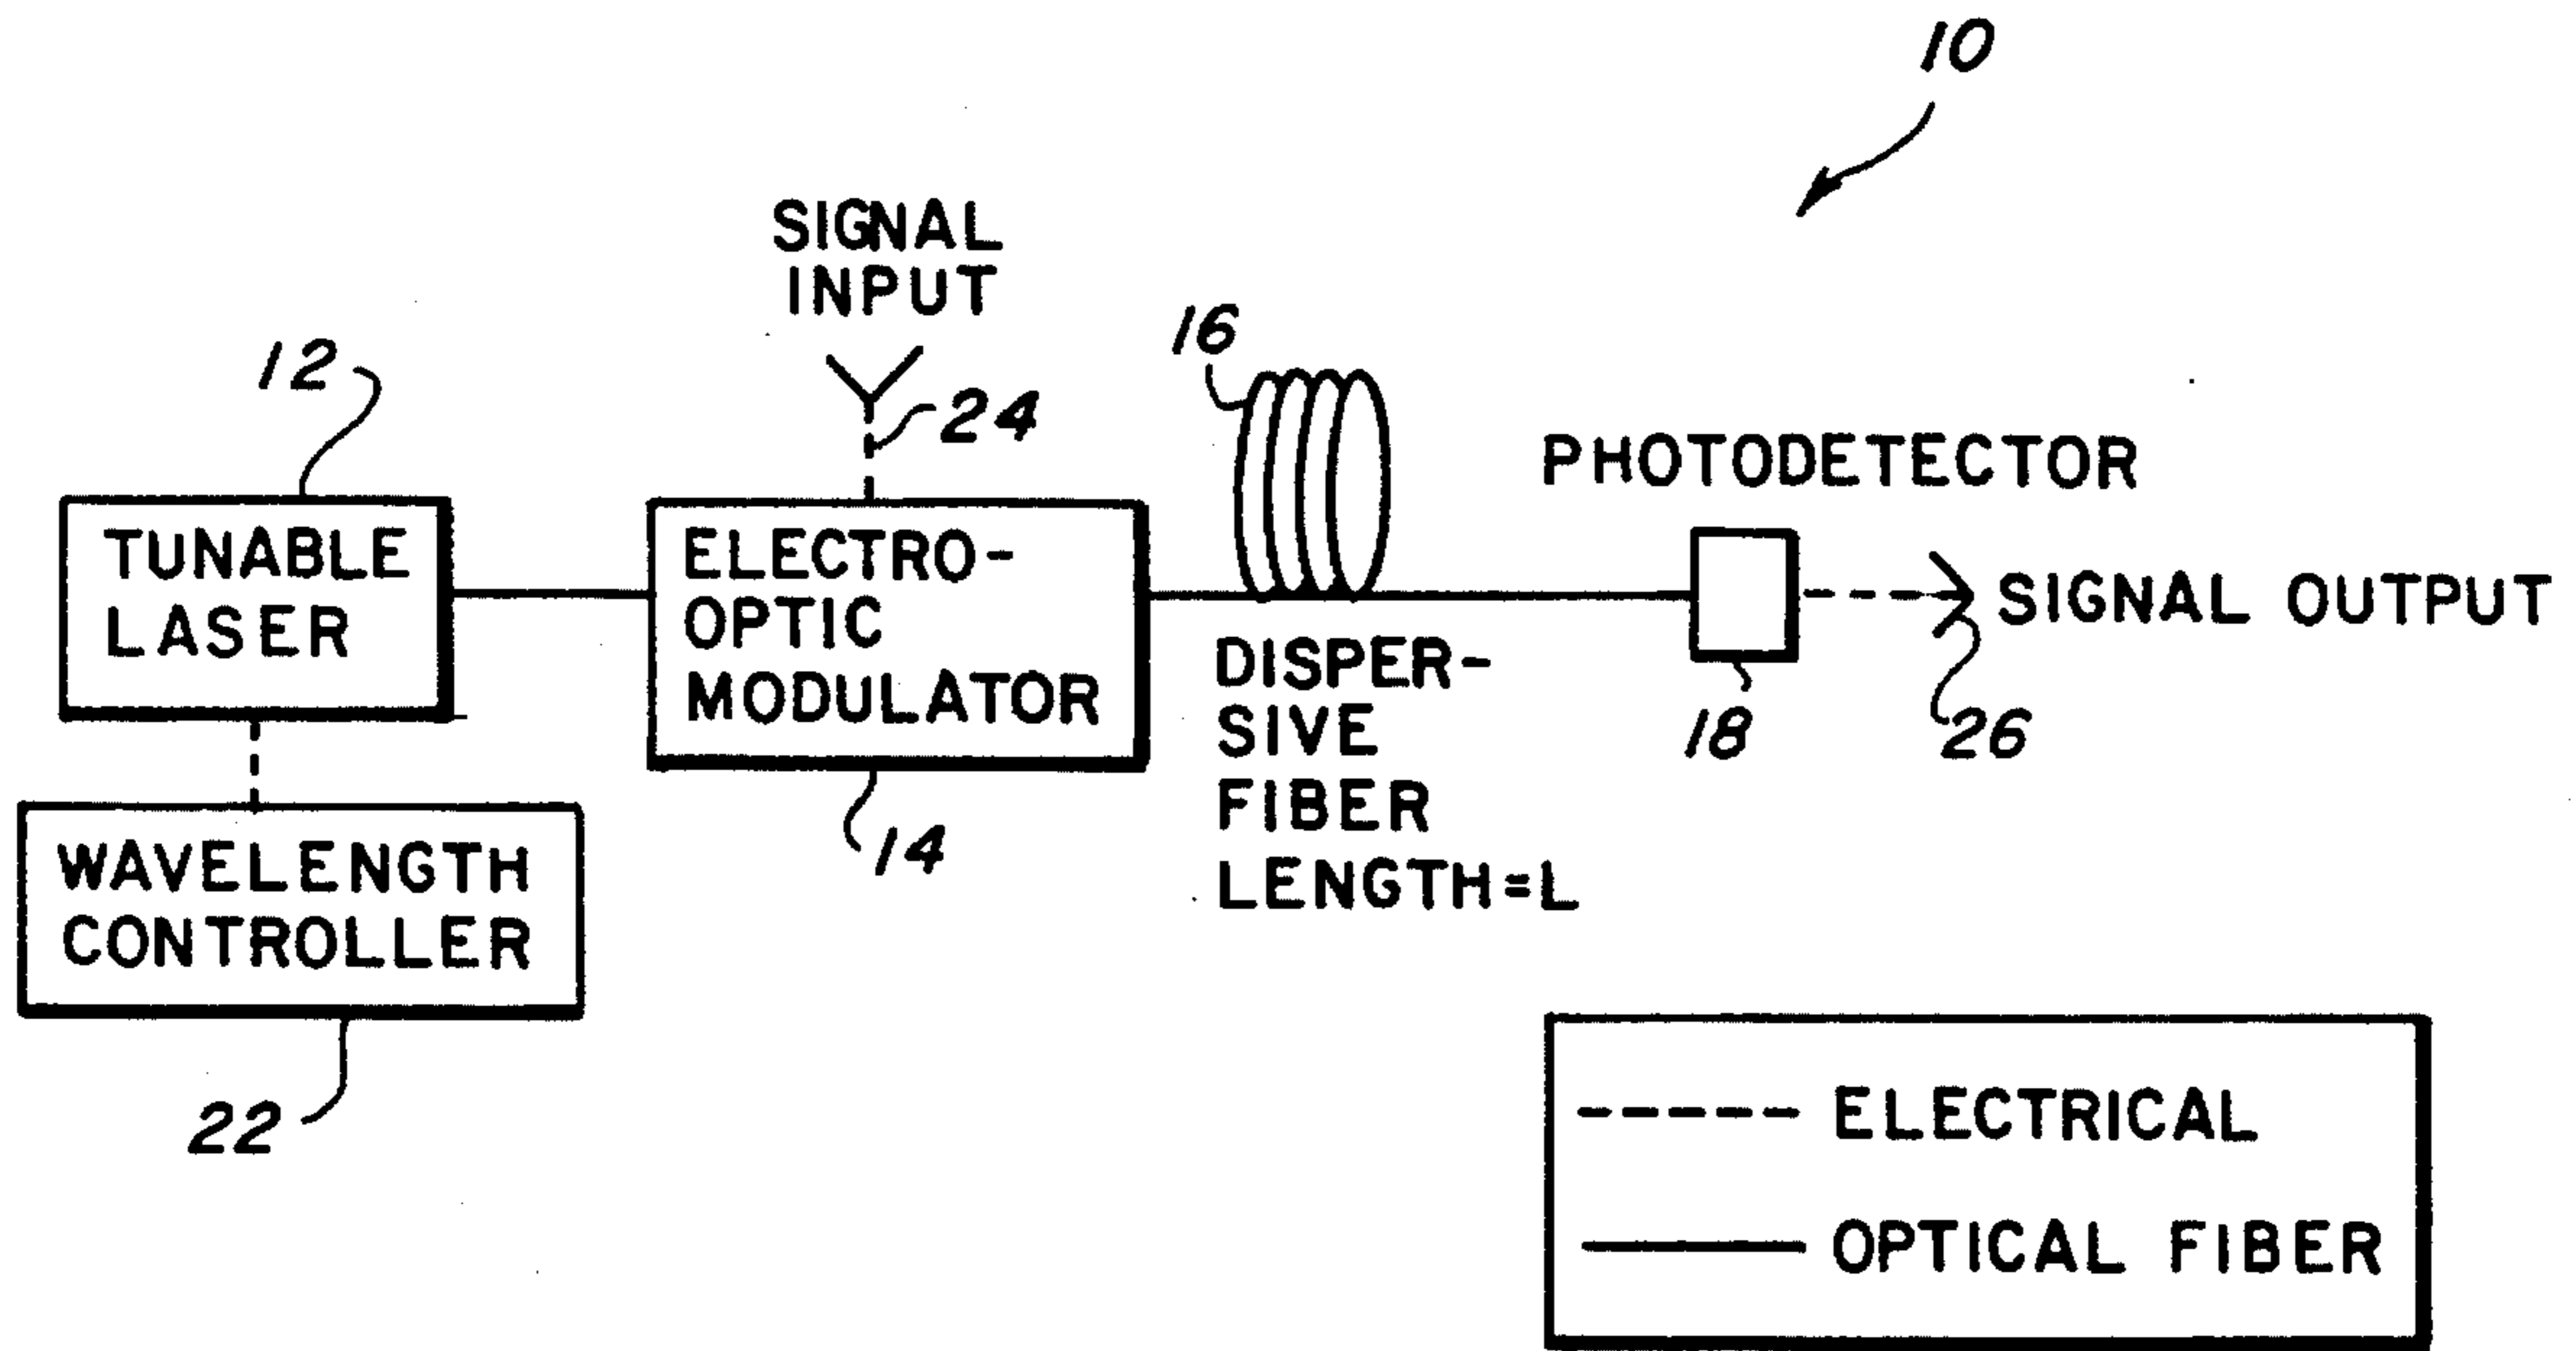 10
SIGNAL
INPUT
12
24
16
PHOTODETECTOR
TUNABLE
LASER
ELECTRO-
OPTIC
MODULATOR
SIGNAL OUTPUT
DISPER-
SIVE
FIBER
LENGTH=L
18
26
14
WAVELENGTH
CONTROLLER
22
ELECTRICAL
OPTICAL FIBER